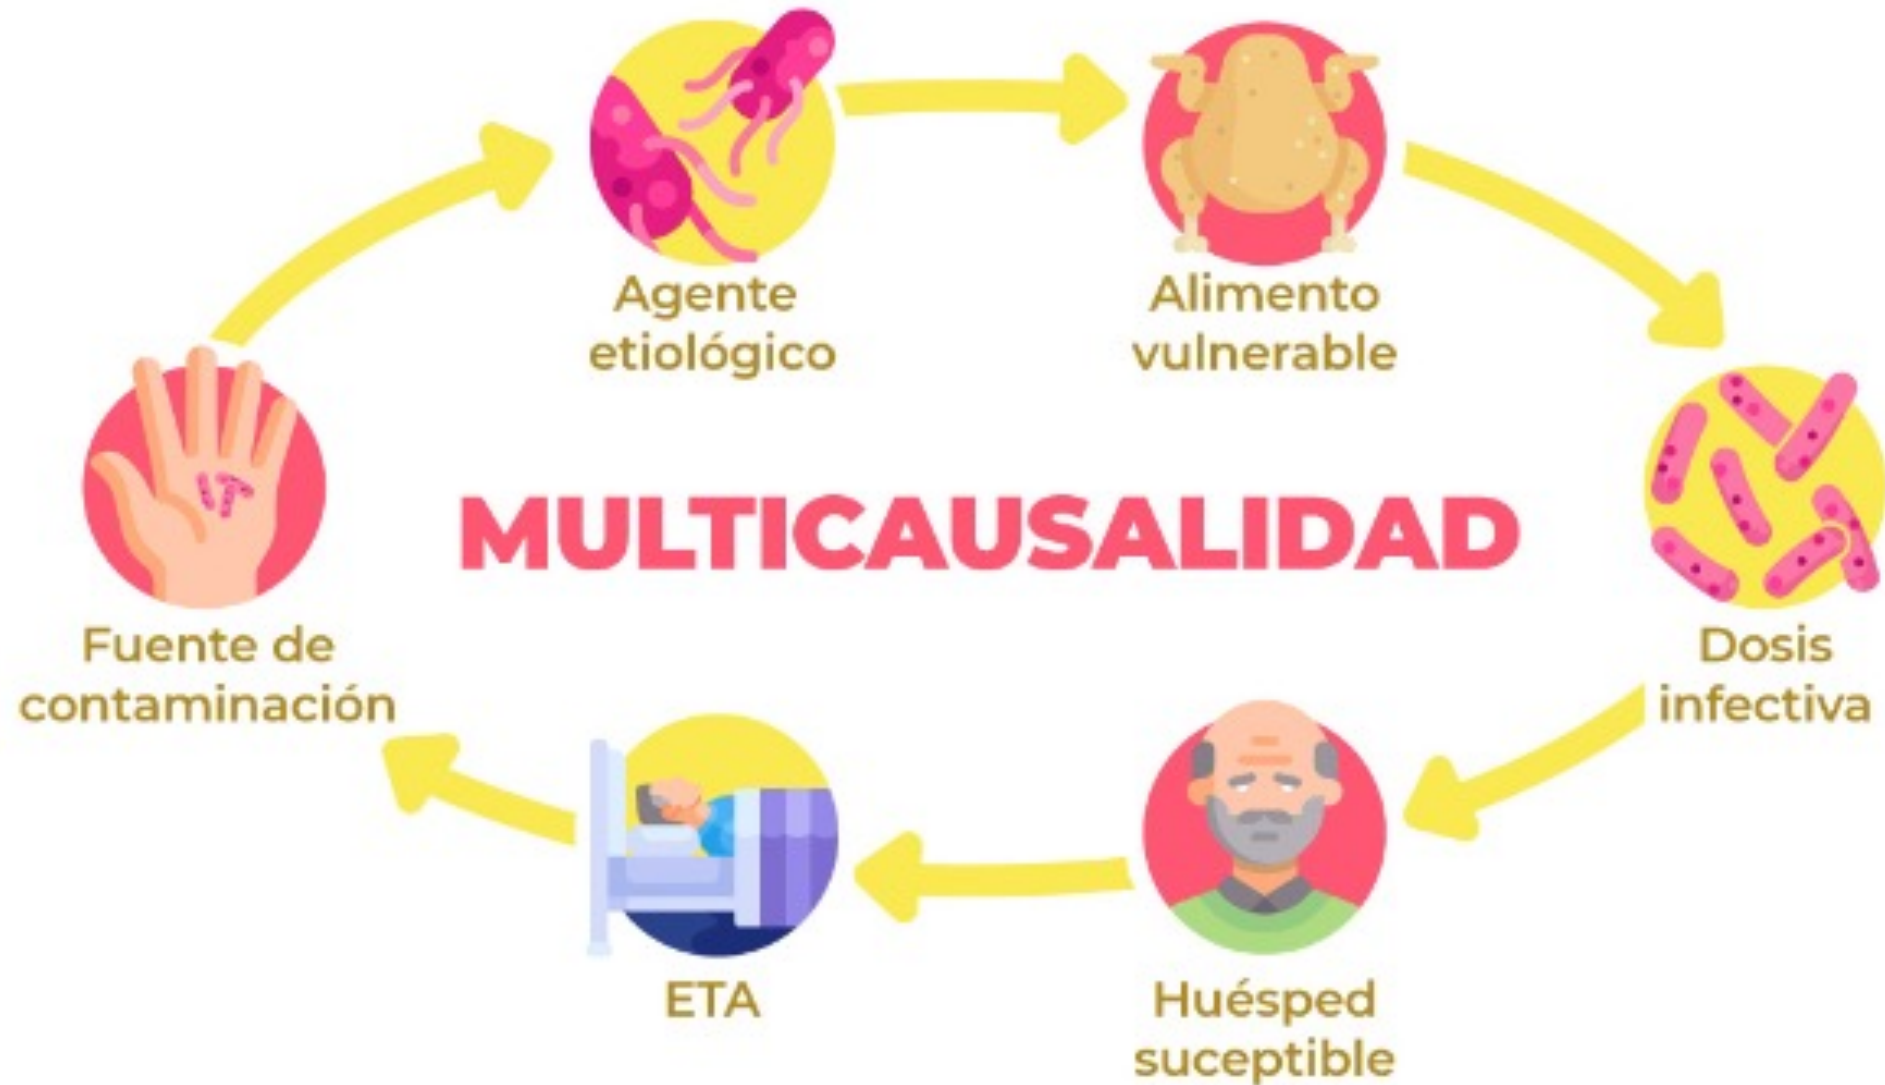 Agente
etiológico
Alimento
vulnerable
MULTICAUSALIDAD
Fuente de
contaminación
Dosis
infectiva
ETA
Huésped
suceptible